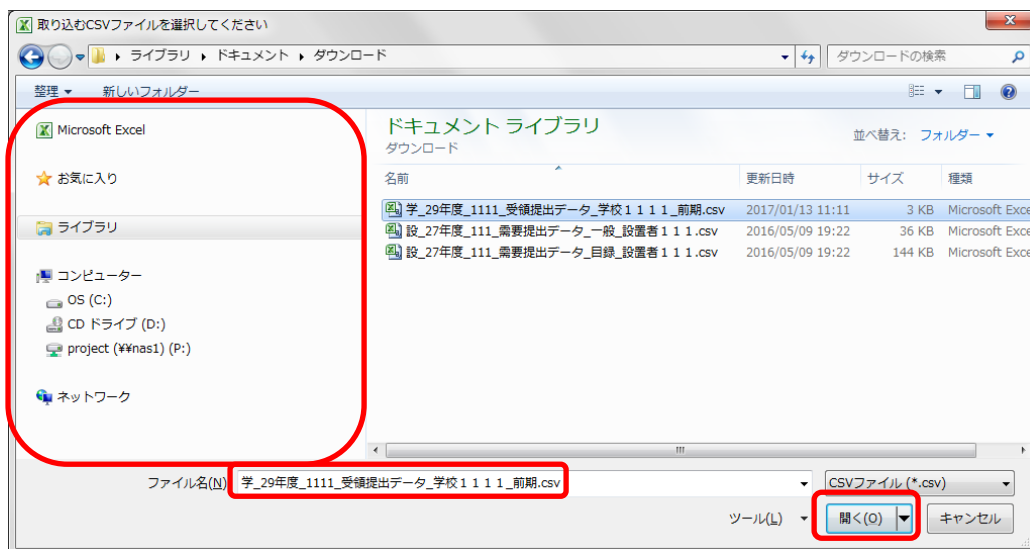 取り込むCSVファイルを選択してください
ライブラリ ドキュメント ダウンロード ダウンロードの検索
整理 新しいフォルダー
Microsoft Excel
お気に入り
ライブラリ
コンピューター
OS (C:)
CD ドライブ (D:)
project (¥¥nas1) (P:)
ネットワーク
ドキュメント ライブラリ
ダウンロード
並べ替え: フォルダー
名前 更新日時 サイズ 種類
学_29年度_1111_受領提出データ_学校１１１１_前期.csv 2017/01/13 11:11 3 KB Microsoft Exce
設_27年度_111_需要提出データ_一般_設置者１１１.csv 2016/05/09 19:22 36 KB Microsoft Exce
設_27年度_111_需要提出データ_目録_設置者１１１.csv 2016/05/09 19:22 144 KB Microsoft Exce
ファイル名(N) 学_29年度_1111_受領提出データ_学校１１１１_前期.csv CSVファイル (*.csv)
ツール(L) 開く(O) キャンセル